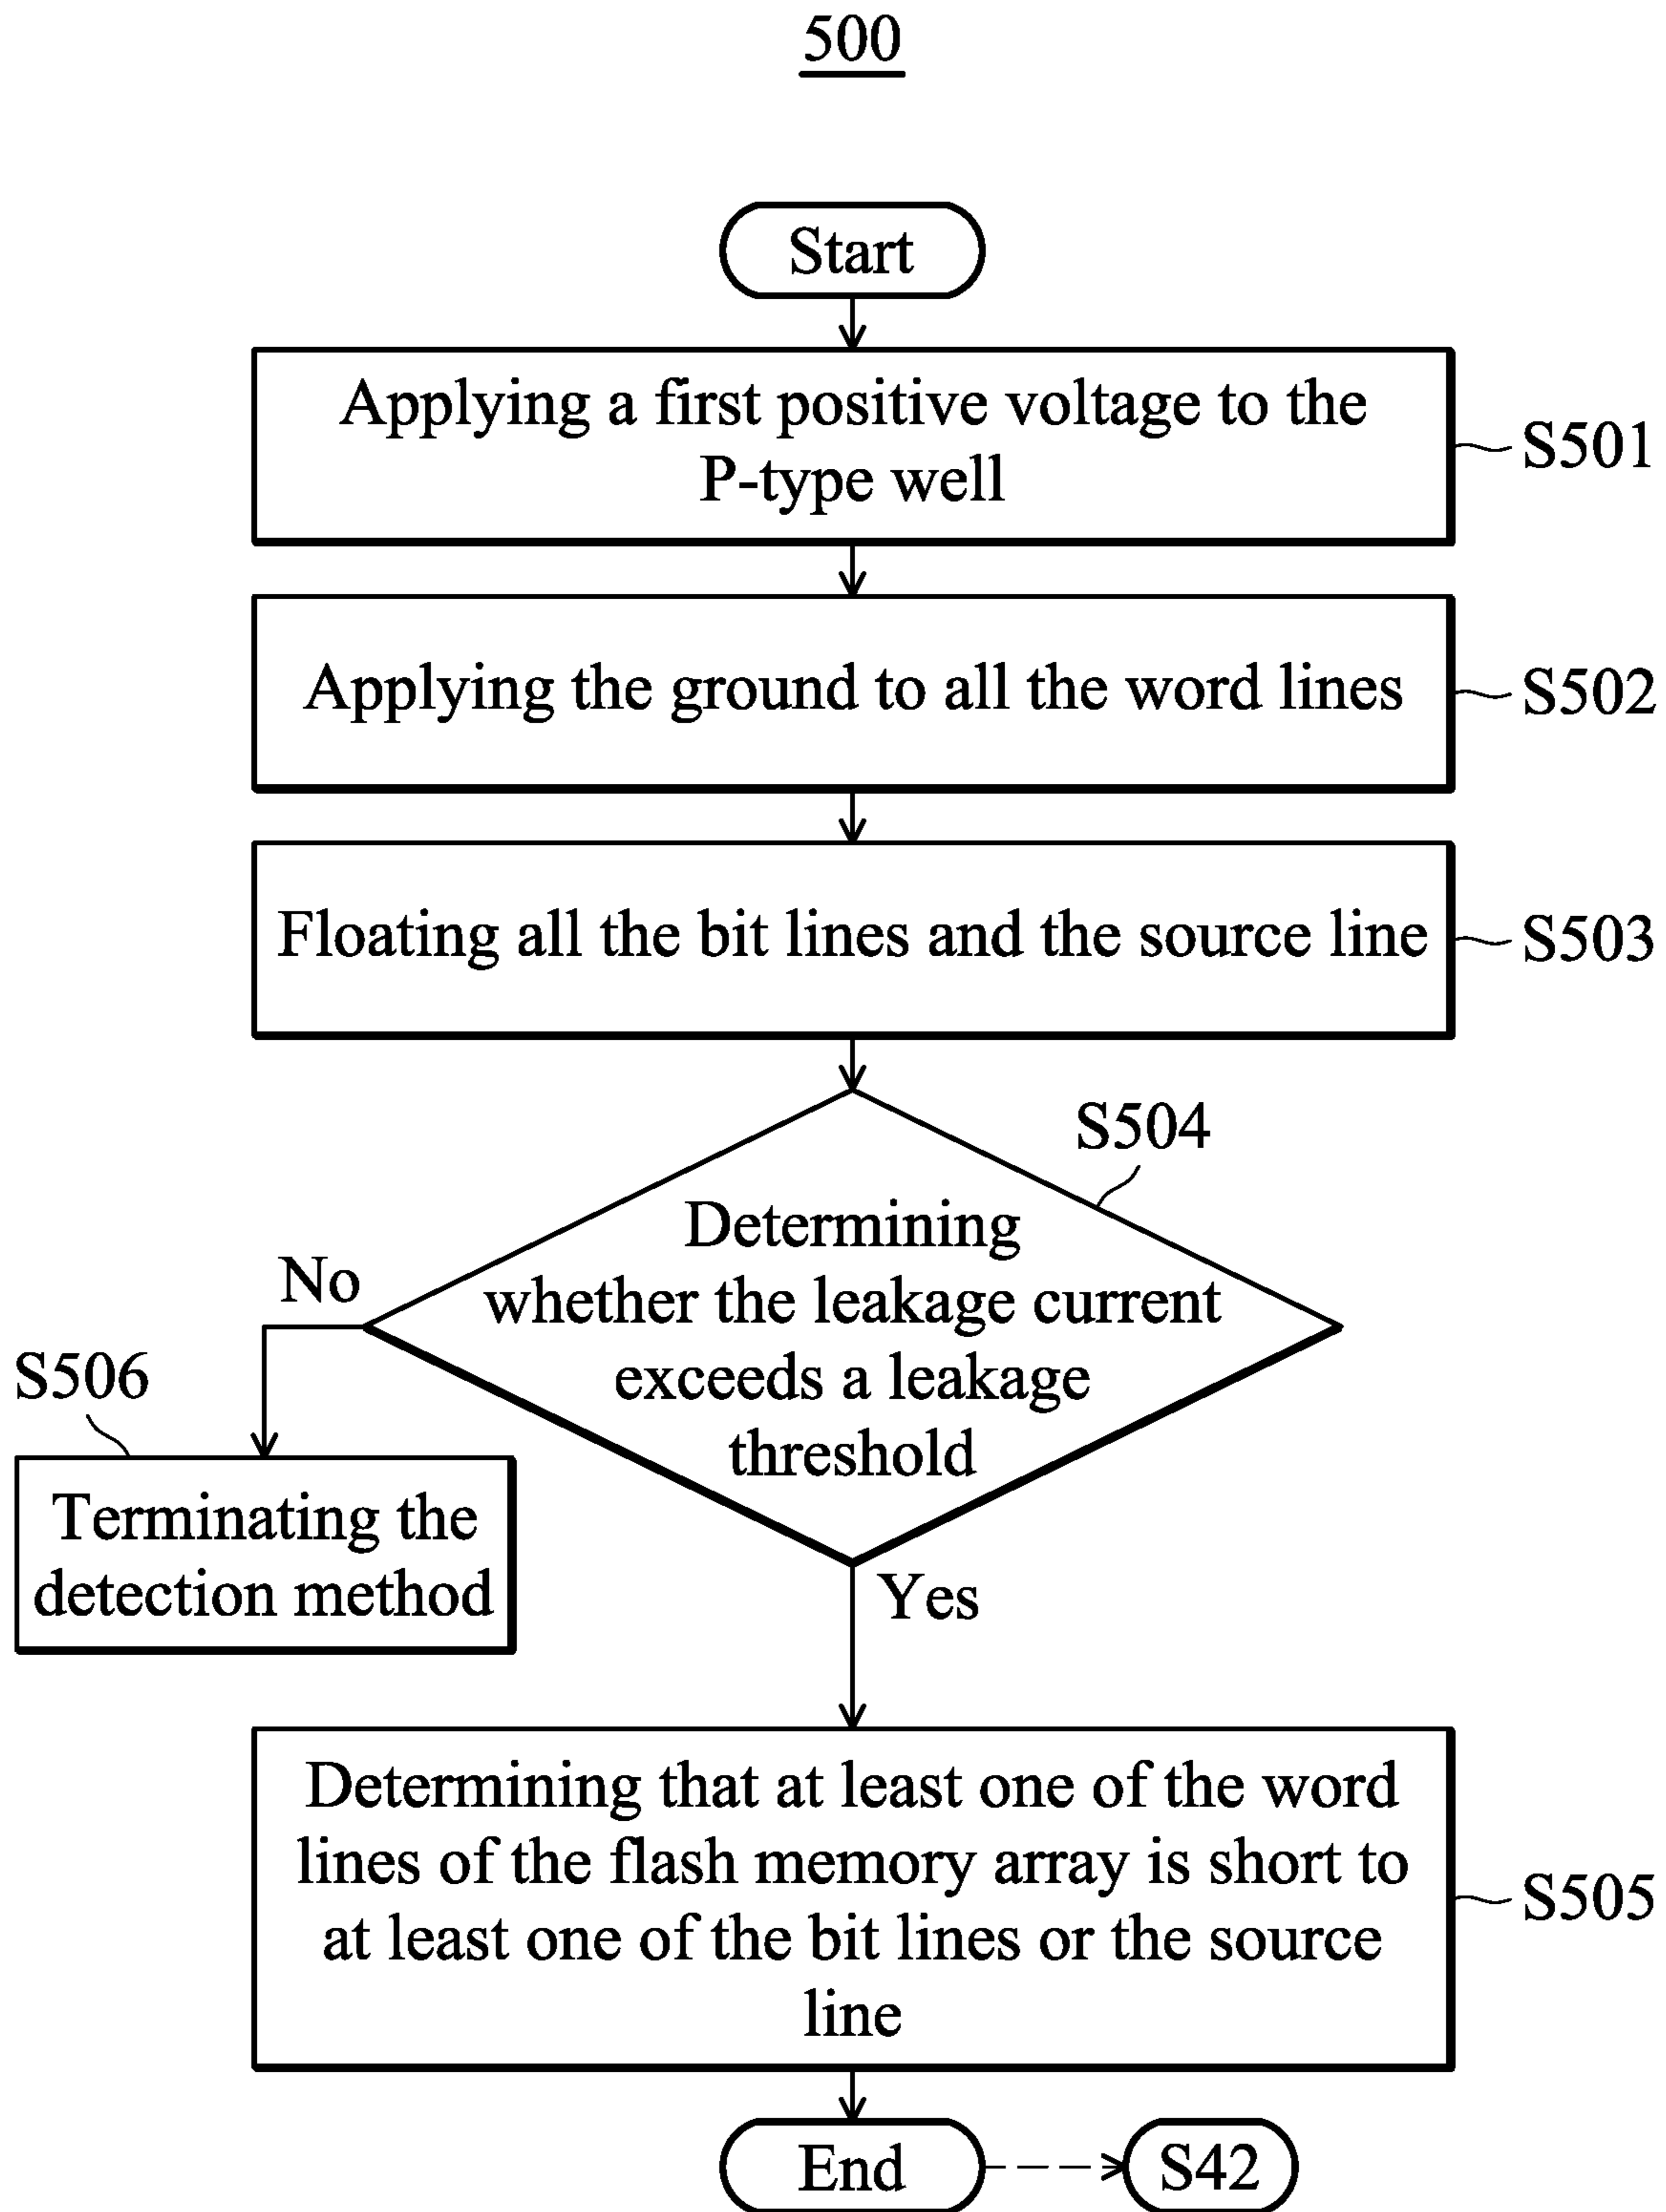 500
Start
Applying a first positive voltage to the
P-type well
S501
Applying the ground to all the word lines
S502
Floating all the bit lines and the source line
S503
S504
Determining
whether the leakage current
exceeds a leakage
threshold
No
S506
Terminating the
detection method
Yes
Determining that at least one of the word
lines of the flash memory array is short to
at least one of the bit lines or the source
line
S505
End
S42